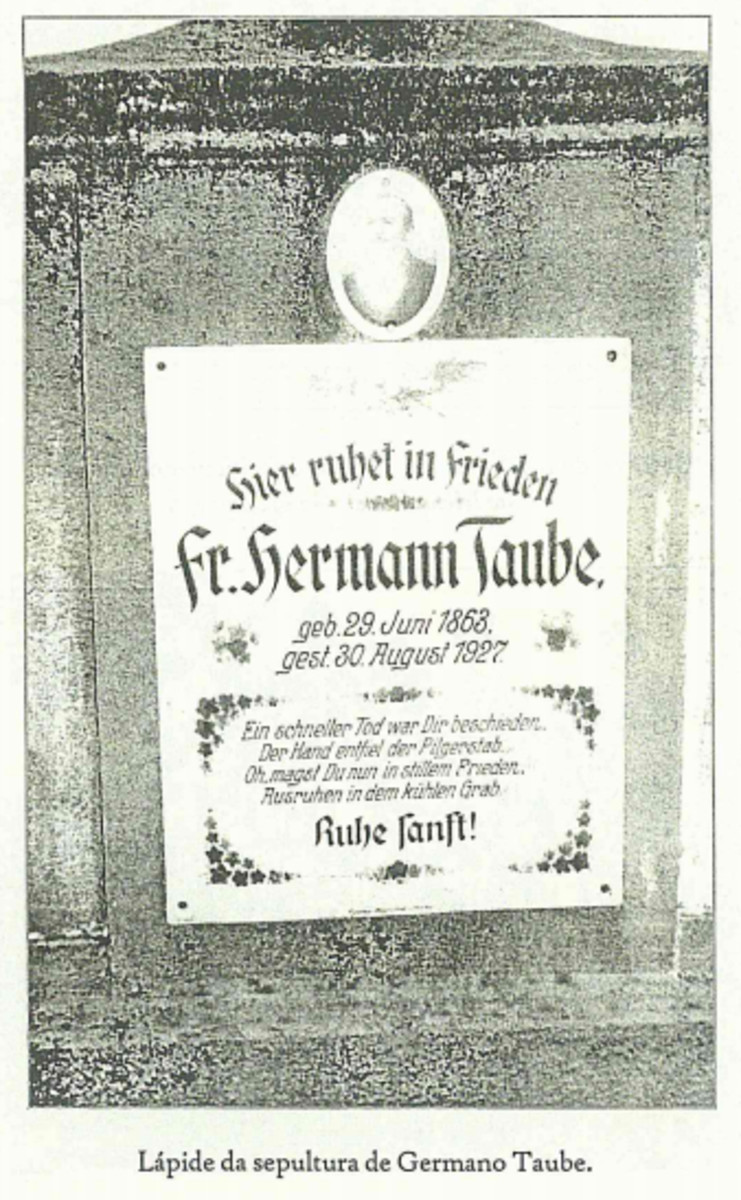 Hier ruhet in Frieden
Fr. Hermann Taube.
geb. 29. Juni 1863.
gest. 30. August 1927.
Ein schneller Tod war Dir beschieden..
Der Hand entfiel der Pilgerstab..
Oh, magst Du nun in stillem Frieden..
Ausruhen in dem kühlen Grab.
Ruhe sanft!
Lápide da sepultura de Germano Taube.